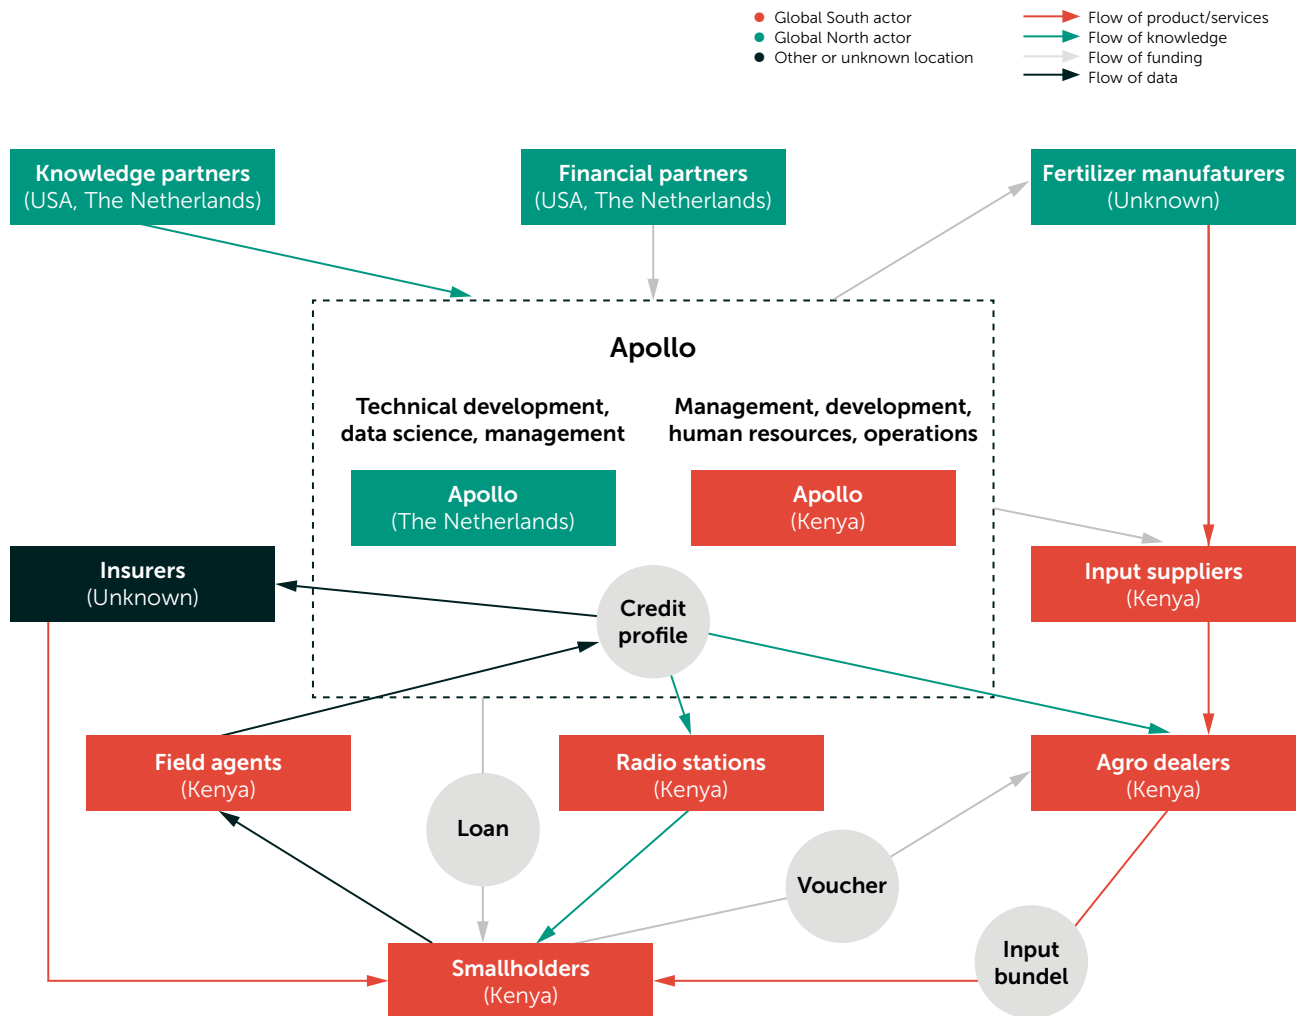 Global South actor
Global North actor
Other or unknown location
Flow of product/services
Flow of knowledge
Flow of funding
Flow of data
Knowledge partners
(USA, The Netherlands)
Financial partners
(USA, The Netherlands)
Fertilizer manufaturers
(Unknown)
Apollo
Technical development,
data science, management
Management, development,
human resources, operations
Apollo
(The Netherlands)
Apollo
(Kenya)
Insurers
(Unknown)
Input suppliers
(Kenya)
Credit
profile
Field agents
(Kenya)
Radio stations
(Kenya)
Agro dealers
(Kenya)
Loan
Voucher
Smallholders
(Kenya)
Input
bundel